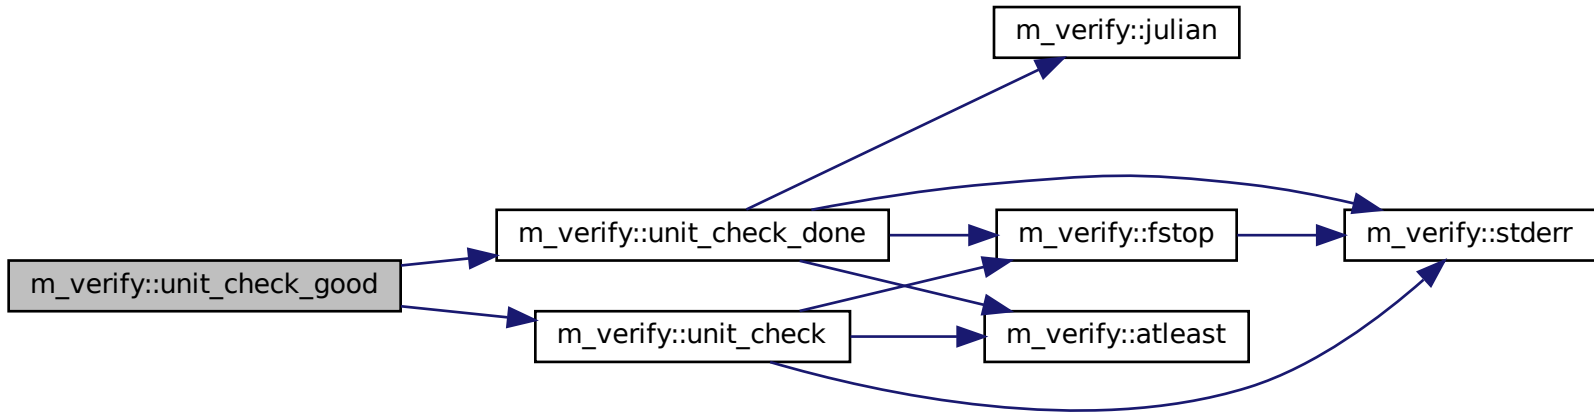 m_verify::julian
m_verify::unit_check_done
m_verify::fstop
m_verify::stderr
m_verify::unit_check_good
m_verify::unit_check
m_verify::atleast